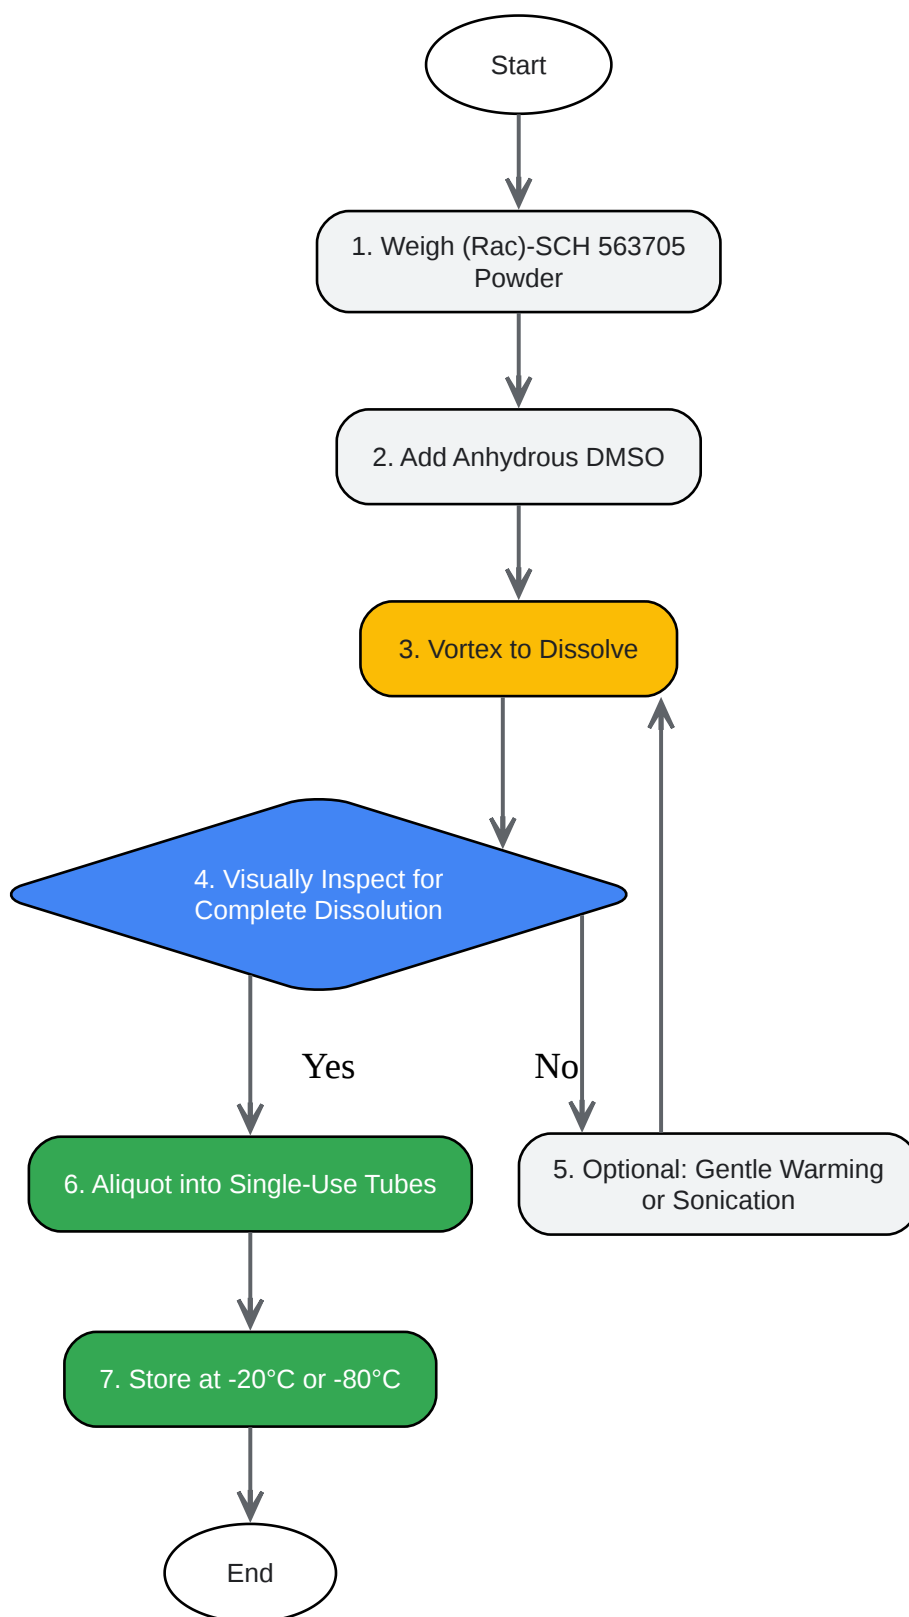 Start
1. Weigh (Rac)-SCH 563705
Powder
2. Add Anhydrous DMSO
3. Vortex to Dissolve
4. Visually Inspect for
Complete Dissolution
Yes
No
6. Aliquot into Single-Use Tubes
5. Optional: Gentle Warming
or Sonication
7. Store at -20°C or -80°C
End